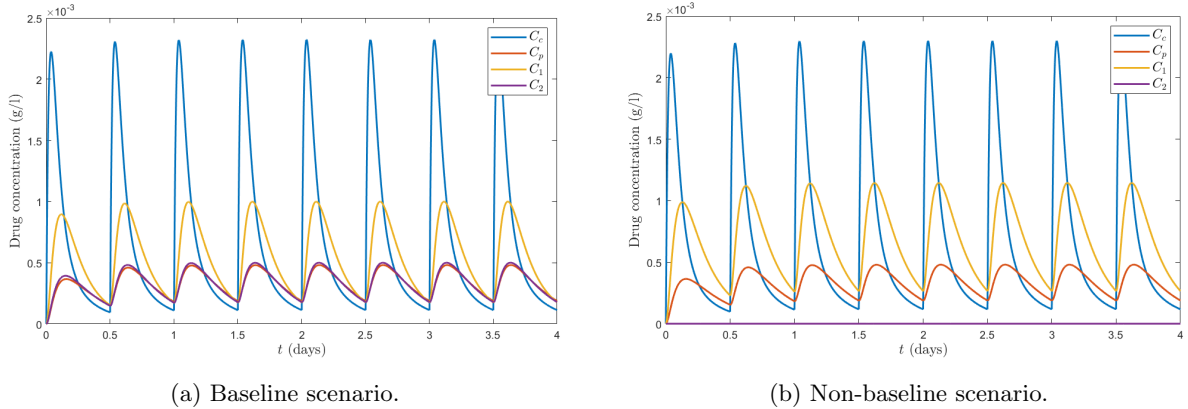 ×10⁻³
2.5
2
1.5
1
0.5
0
Drug concentration (g/l)
0 0.5 1 1.5 2 2.5 3 3.5 4
t (days)
C_c
C_p
C_1
C_2
(a) Baseline scenario.
×10⁻³
2.5
2
1.5
1
0.5
0
Drug concentration (g/l)
0 0.5 1 1.5 2 2.5 3 3.5 4
t (days)
C_c
C_p
C_1
C_2
(b) Non-baseline scenario.